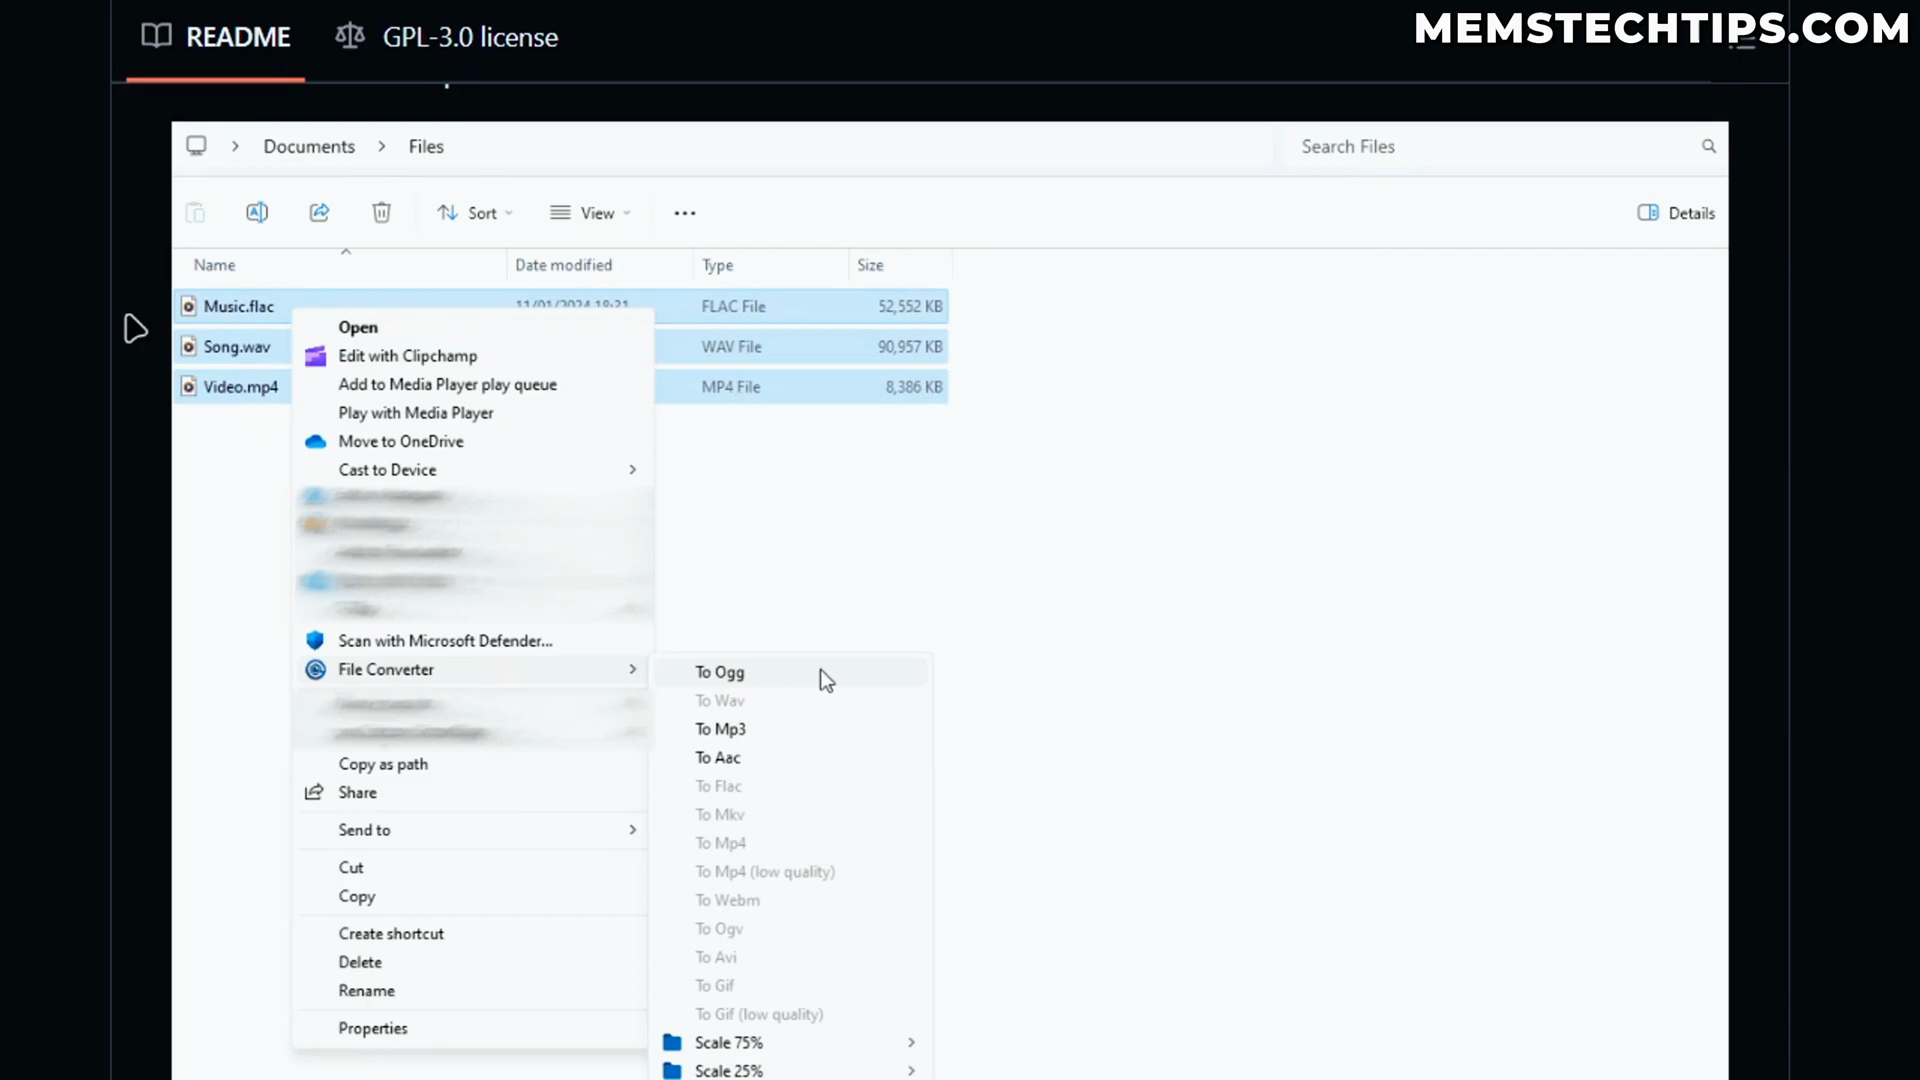 README
GPL-3.0 license
MEMSTECHTIPS.COM
Documents
Files
Search Files
Sort
View
Details
Name
Date modified
Type
Size
Music.flac
FLAC File
52,552 KB
Song.wav
WAV File
90,957 KB
Video.mp4
MP4 File
8,386 KB
Open
Edit with Clipchamp
Add to Media Player play queue
Play with Media Player
Move to OneDrive
Cast to Device
Scan with Microsoft Defender...
File Converter
Copy as path
Share
Send to
Cut
Copy
Create shortcut
Delete
Rename
Properties
To Ogg
To Wav
To Mp3
To Aac
To Flac
To Mkv
To Mp4
To Mp4 (low quality)
To Webm
To Ogv
To Avi
To Gif
To Gif (low quality)
Scale 75%
Scale 25%